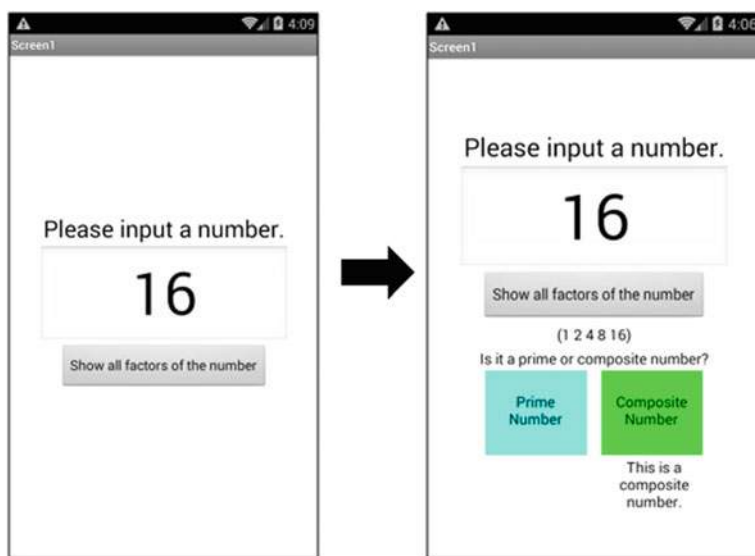 4:09
Screen1
Please input a number.
16
Show all factors of the number
4:06
Screen1
Please input a number.
16
Show all factors of the number
(1 2 4 8 16)
Is it a prime or composite number?
Prime
Number
Composite
Number
This is a
composite
number.